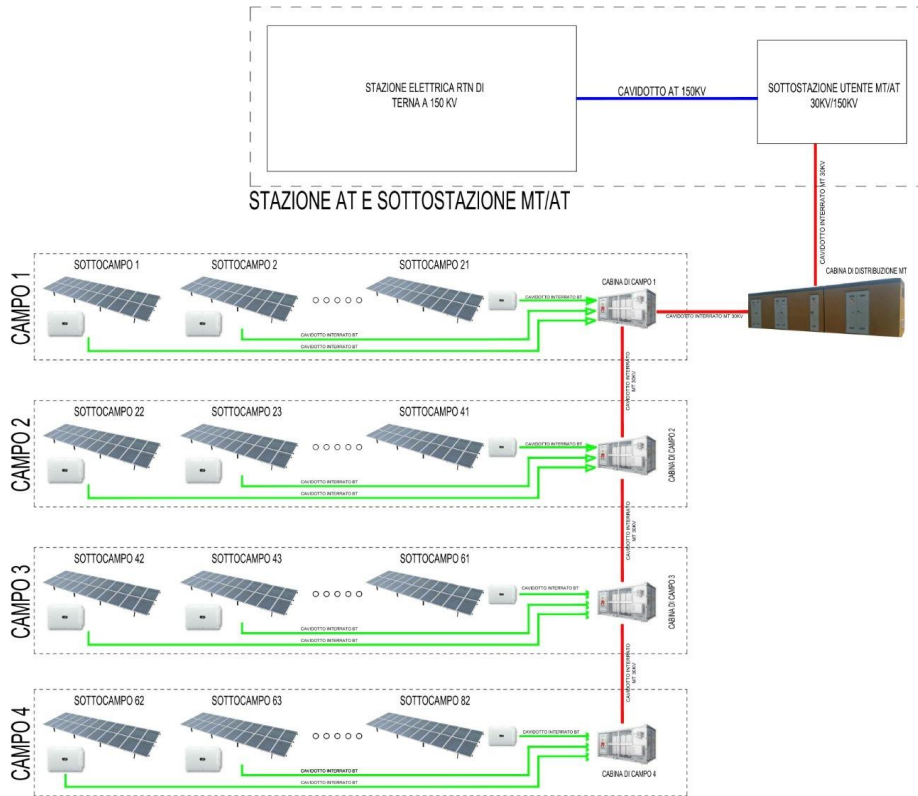 STAZIONE ELETTRICA RTN DI
TERNA A 150 KV
CAVIDOTTO AT 150KV
SOTTOSTAZIONE UTENTE MT/AT
30KV/150KV
CAVIDOTTO INTERRATO MT 30KV
STAZIONE AT E SOTTOSTAZIONE MT/AT
CABINA DI DISTRIBUZIONE MT
CAMPO 1
SOTTOCAMPO 1
SOTTOCAMPO 2
SOTTOCAMPO 21
CABINA DI CAMPO 1
CAVIDOTTO INTERRATO BT
CAVIDOTTO INTERRATO BT
CAVIDOTTO INTERRATO BT
CAVIDOTTO INTERRATO MT 30KV
CAVIDOTTO INTERRATO
MT 30KV
CAMPO 2
SOTTOCAMPO 22
SOTTOCAMPO 23
SOTTOCAMPO 41
CABINA DI CAMPO 2
CAVIDOTTO INTERRATO BT
CAVIDOTTO INTERRATO BT
CAVIDOTTO INTERRATO BT
CAVIDOTTO INTERRATO
MT 30KV
CAMPO 3
SOTTOCAMPO 42
SOTTOCAMPO 43
SOTTOCAMPO 61
CABINA DI CAMPO 3
CAVIDOTTO INTERRATO BT
CAVIDOTTO INTERRATO BT
CAVIDOTTO INTERRATO BT
CAVIDOTTO INTERRATO
MT 30KV
CAMPO 4
SOTTOCAMPO 62
SOTTOCAMPO 63
SOTTOCAMPO 82
CAVIDOTTO INTERRATO BT
CAVIDOTTO INTERRATO BT
CAVIDOTTO INTERRATO BT
CABINA DI CAMPO 4